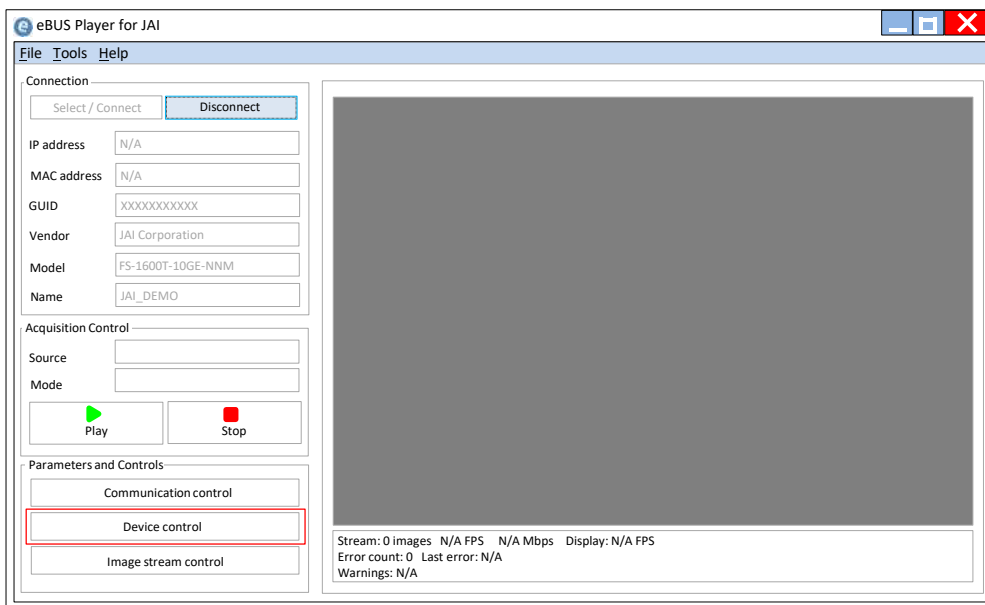 eBUS Player for JAI
File Tools Help
Connection
Select / Connect
Disconnect
IP address
N/A
MAC address
N/A
GUID
XXXXXXXXXXX
Vendor
JAI Corporation
Model
FS-1600T-10GE-NNM
Name
JAI_DEMO
Acquisition Control
Source
Mode
Play
Stop
Parameters and Controls
Communication control
Device control
Image stream control
Stream: 0 images N/A FPS N/A Mbps Display: N/A FPS
Error count: 0 Last error: N/A
Warnings: N/A